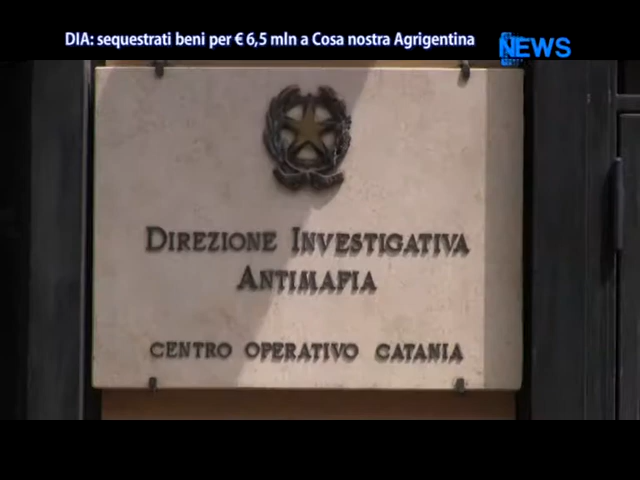 DIA: sequestrati beni per € 6,5 mln a Cosa nostra Agrigentina
NEWS
DIREZIONE INVESTIGATIVA
ANTIMAFIA
CENTRO OPERATIVO CATANIA